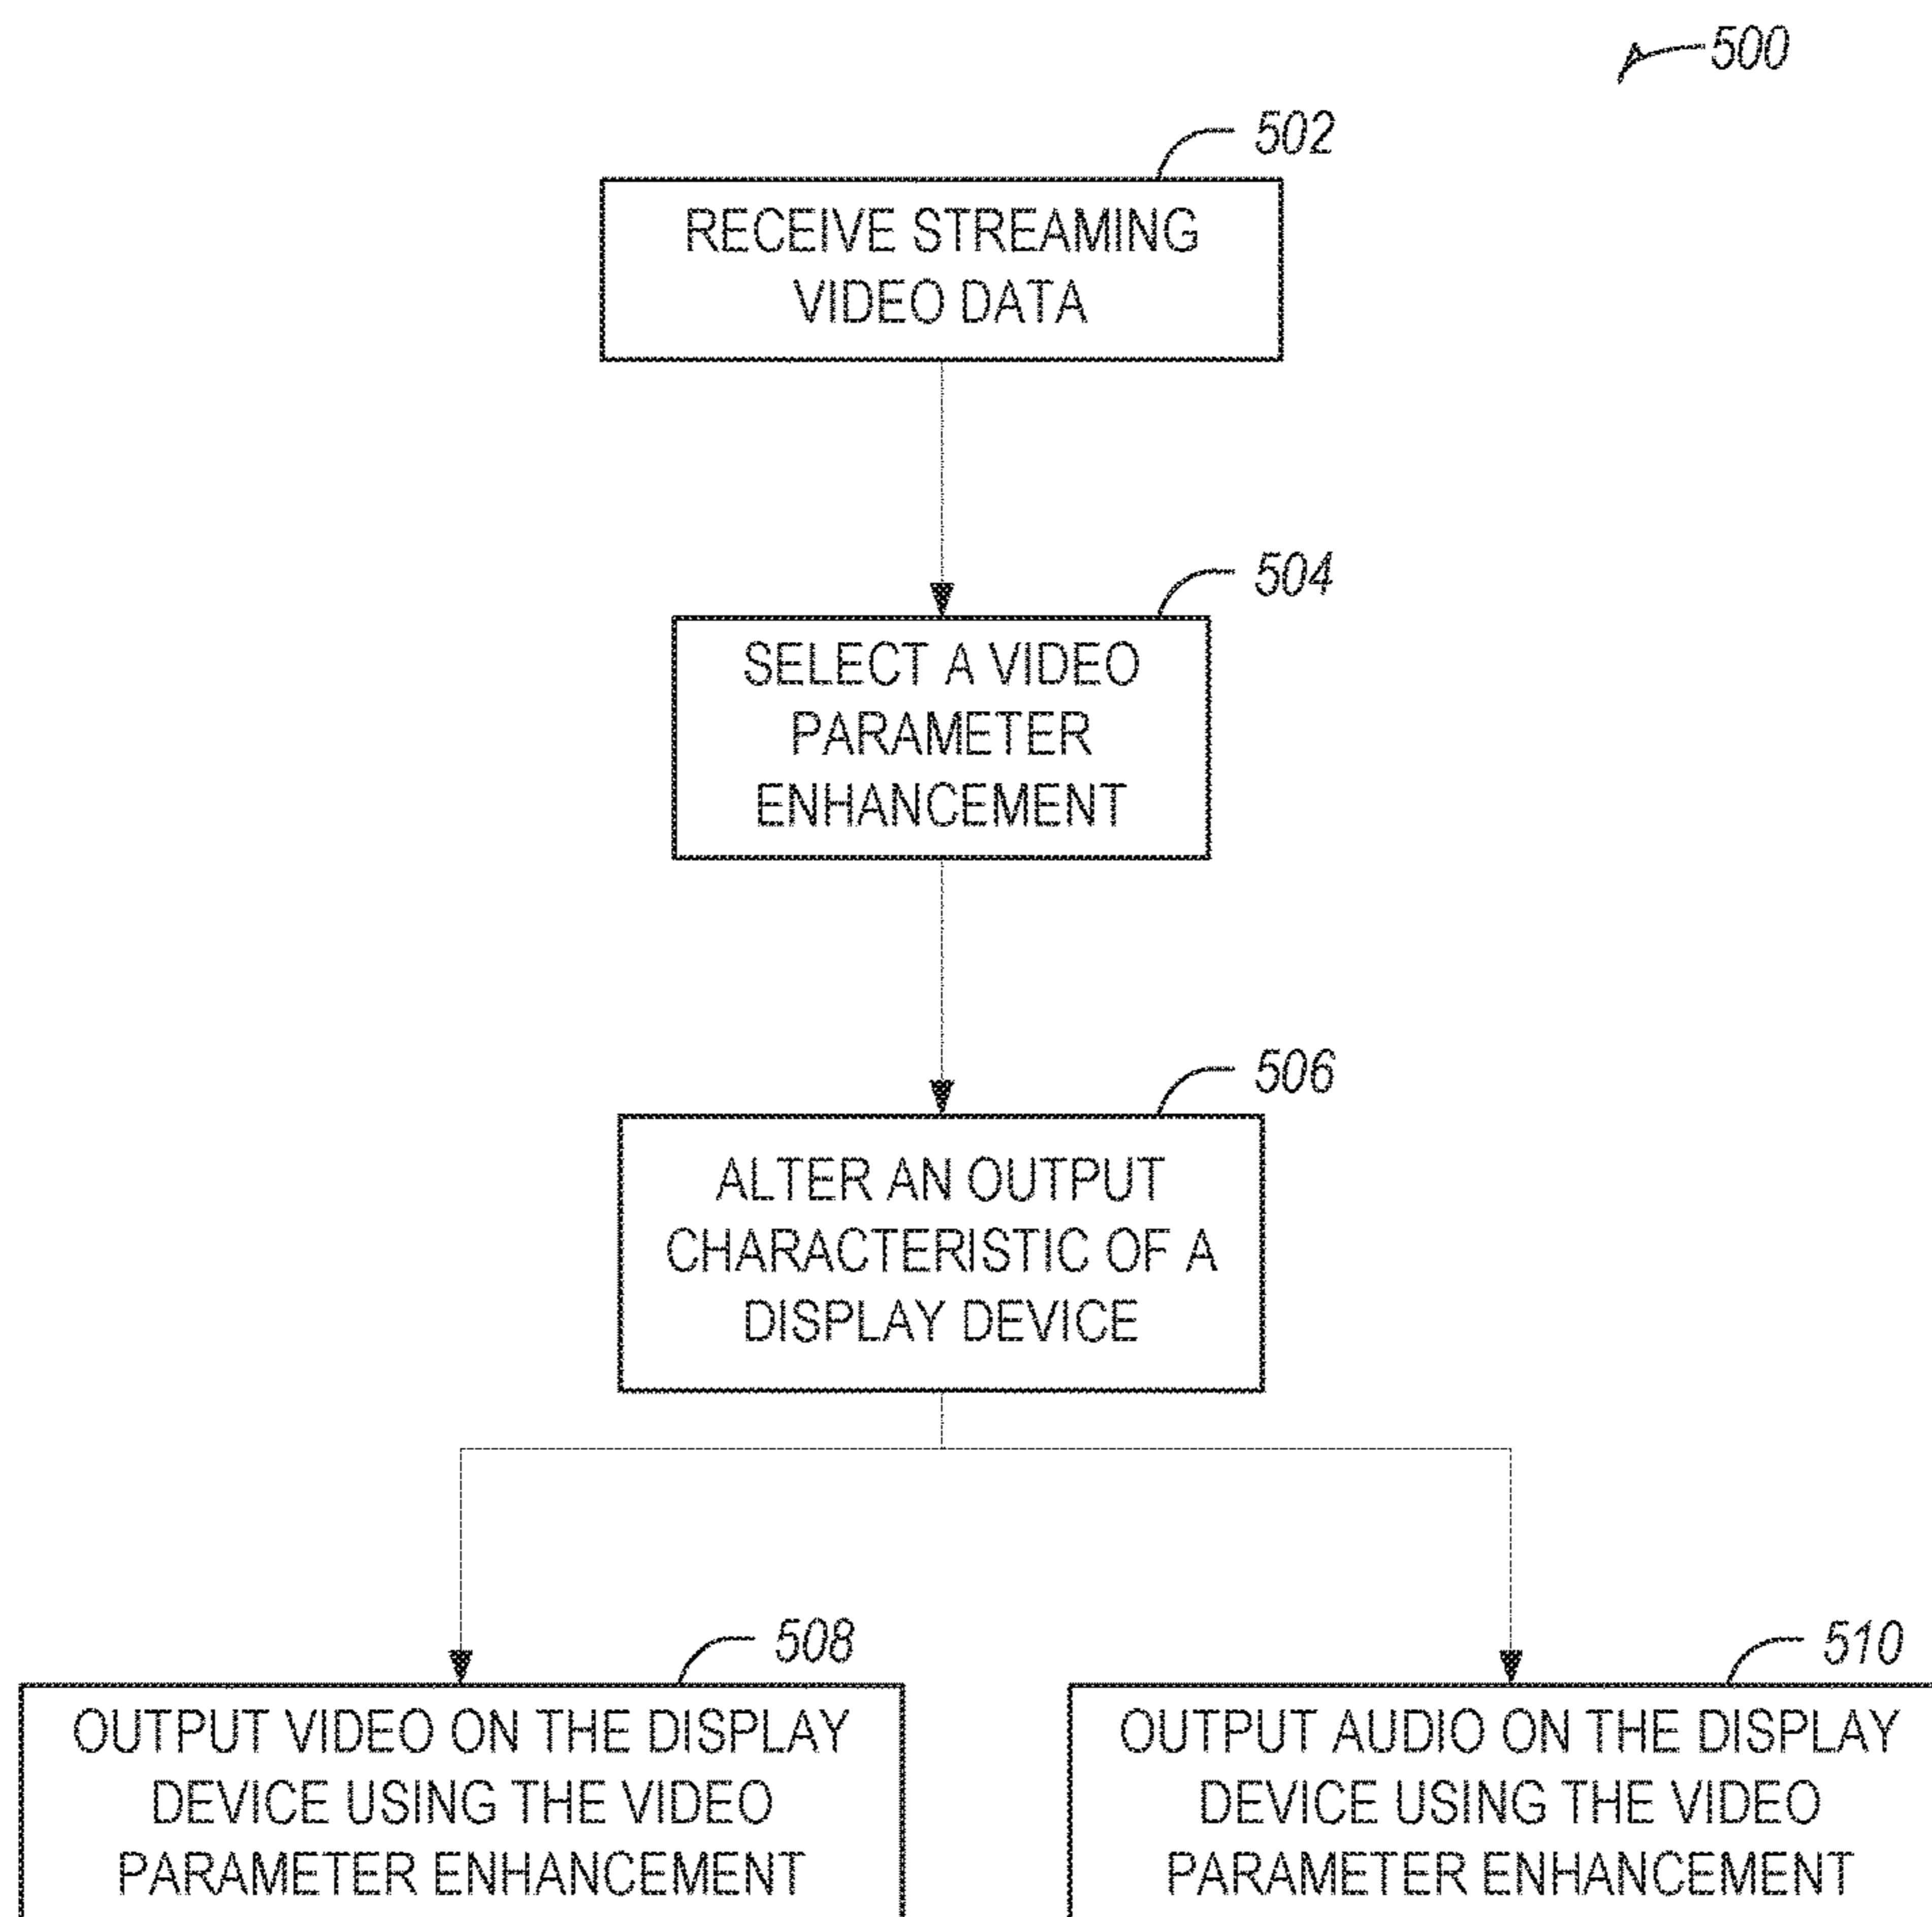 500
502
RECEIVE STREAMING
VIDEO DATA
504
SELECT A VIDEO
PARAMETER
ENHANCEMENT
506
ALTER AN OUTPUT
CHARACTERISTIC OF A
DISPLAY DEVICE
508
OUTPUT VIDEO ON THE DISPLAY
DEVICE USING THE VIDEO
PARAMETER ENHANCEMENT
510
OUTPUT AUDIO ON THE DISPLAY
DEVICE USING THE VIDEO
PARAMETER ENHANCEMENT